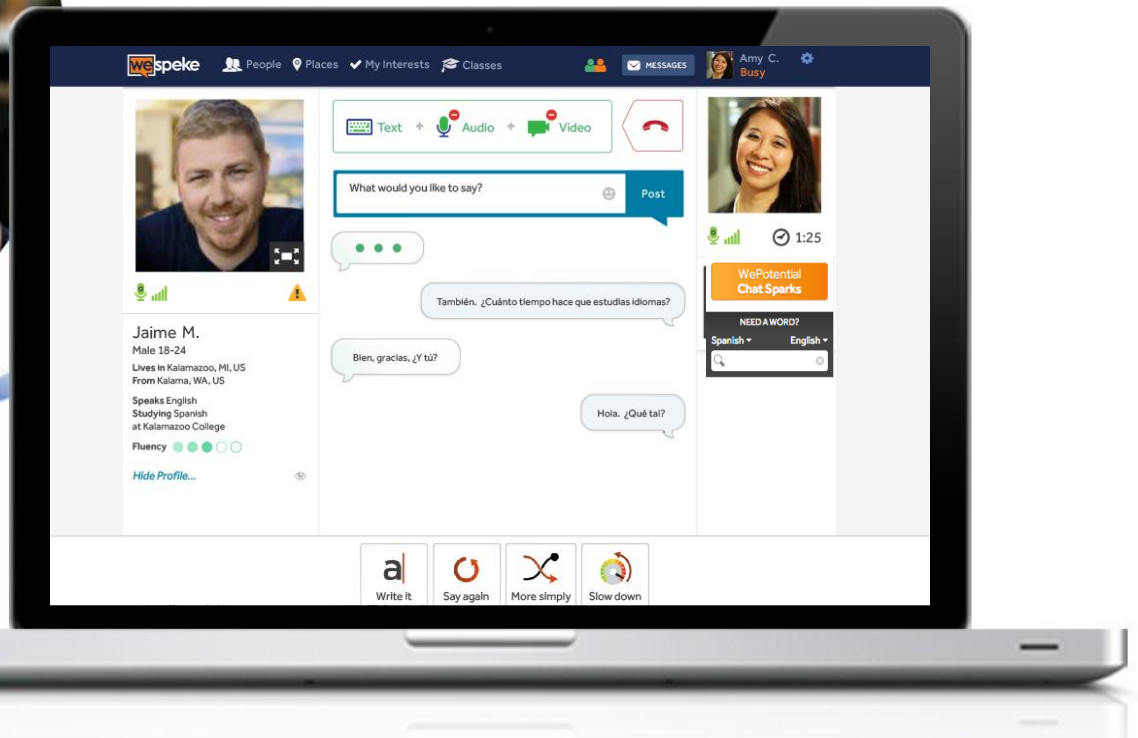 wespeke People Places My Interests Classes MESSAGES Amy C.
Busy
Text + Audio + Video
What would you like to say? Post
1:25
También. ¿Cuánto tiempo hace que estudias idiomas?
Bien, gracias, ¿Y tú?
Hola. ¿Qué tal?
Jaime M.
Male 18-24
Lives in Kalamazoo, MI, US
From Kalama, WA, US
Speaks English
Studying Spanish
at Kalamazoo College
Fluency
Hide Profile...
WePotential
Chat Sparks
NEED A WORD?
Spanish English
a Write it
Say again
More simply
Slow down